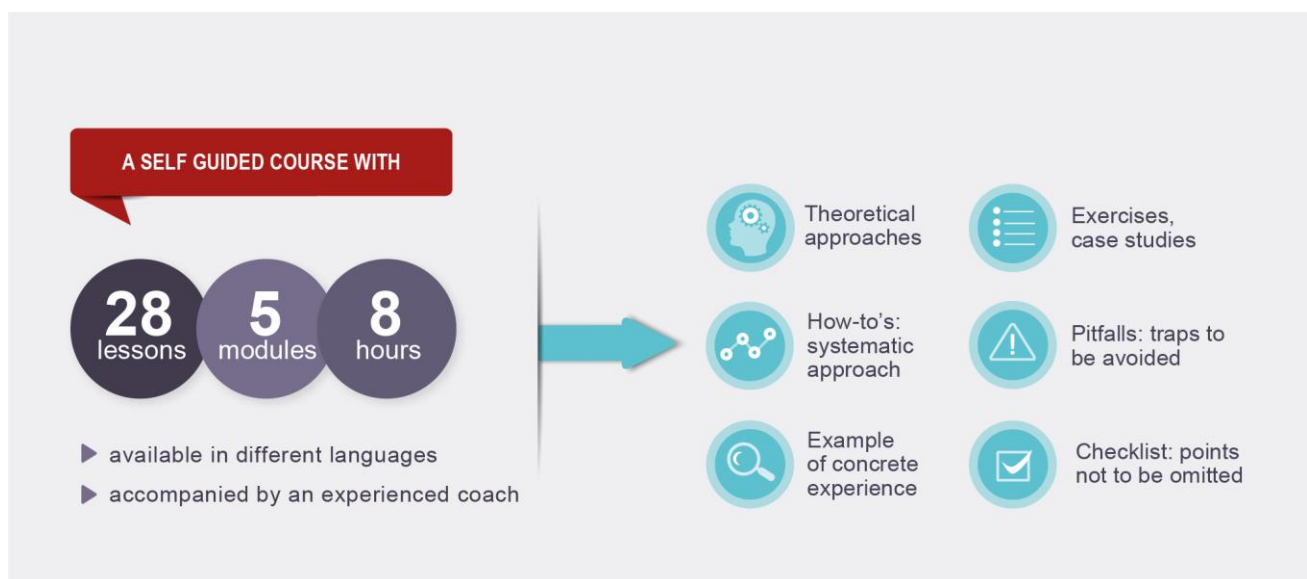 A SELF GUIDED COURSE WITH
28
lessons
5
modules
8
hours
available in different languages
accompanied by an experienced coach
Theoretical
approaches
How-to's:
systematic
approach
Example
of concrete
experience
Exercises,
case studies
Pitfalls: traps to
be avoided
Checklist: points
not to be omitted